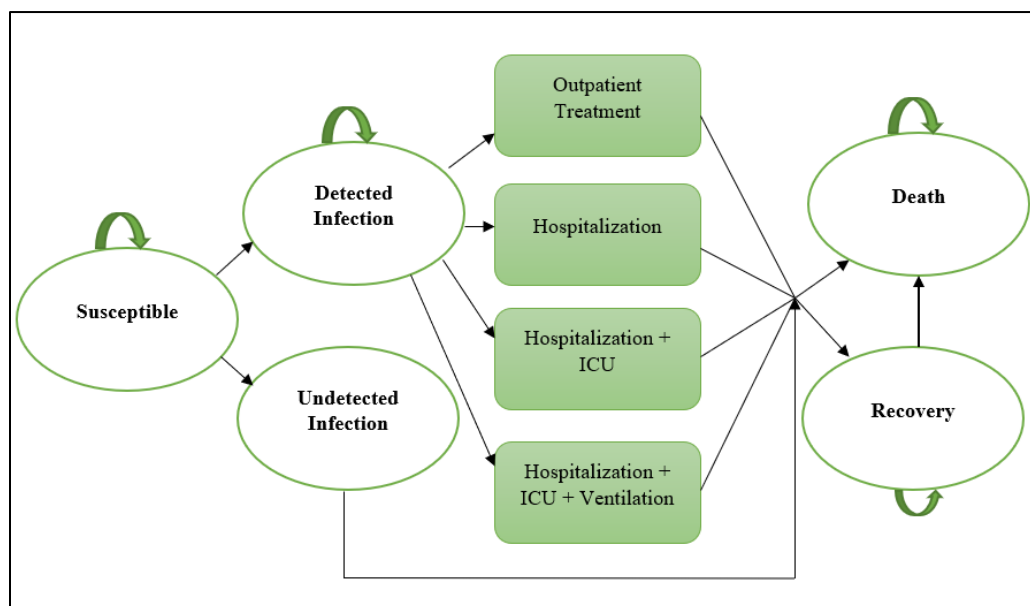 Outpatient
Treatment
Detected
Infection
Death
Hospitalization
Susceptible
Hospitalization +
ICU
Undetected
Infection
Recovery
Hospitalization +
ICU + Ventilation